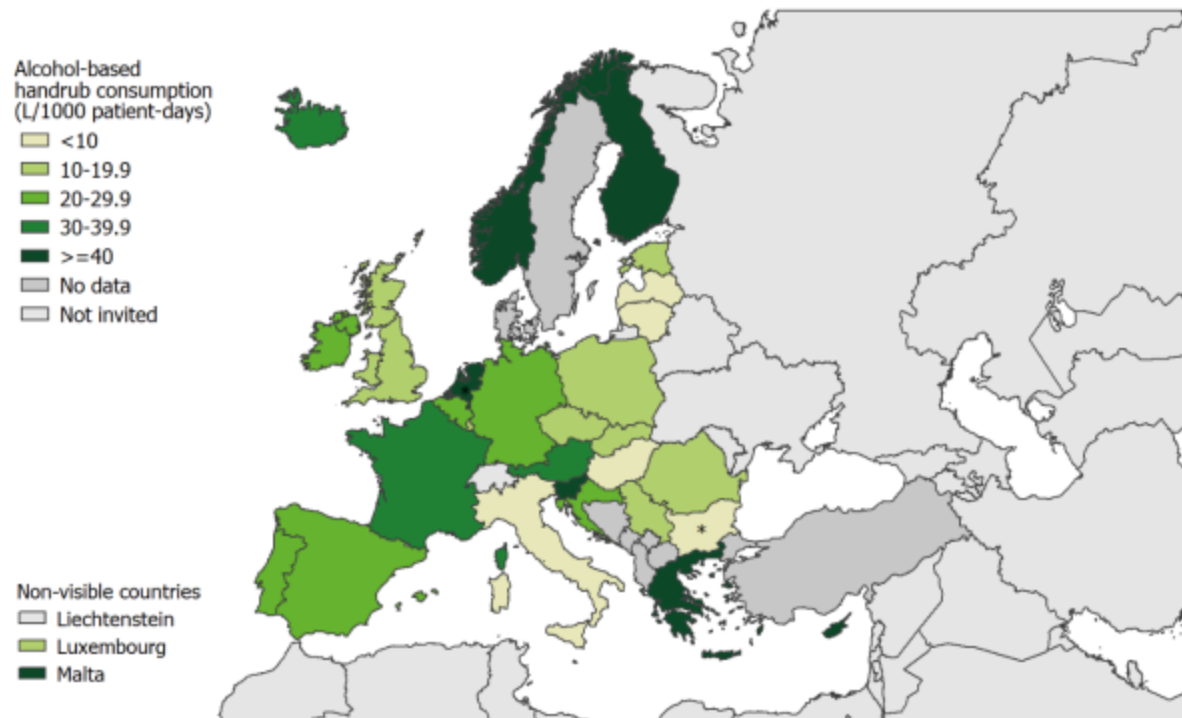 Alcohol-based
handrub consumption
(L/1000 patient-days)
<10
10-19.9
20-29.9
30-39.9
>=40
No data
Not invited
*
Non-visible countries
Liechtenstein
Luxembourg
Malta